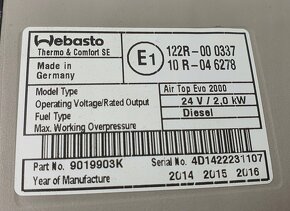 Webasto
Thermo & Comfort SE
Made in
Germany
E1
122R-00 0337
10 R-04 6278
Model Type Air Top Evo 2000
Operating Voltage/Rated Output 24 V / 2,0 kW
Fuel Type Diesel
Max. Working Overpressure
Part No. 9019903K Serial No. 4D1422231107
Year of Manufacture 2014 2015 2016